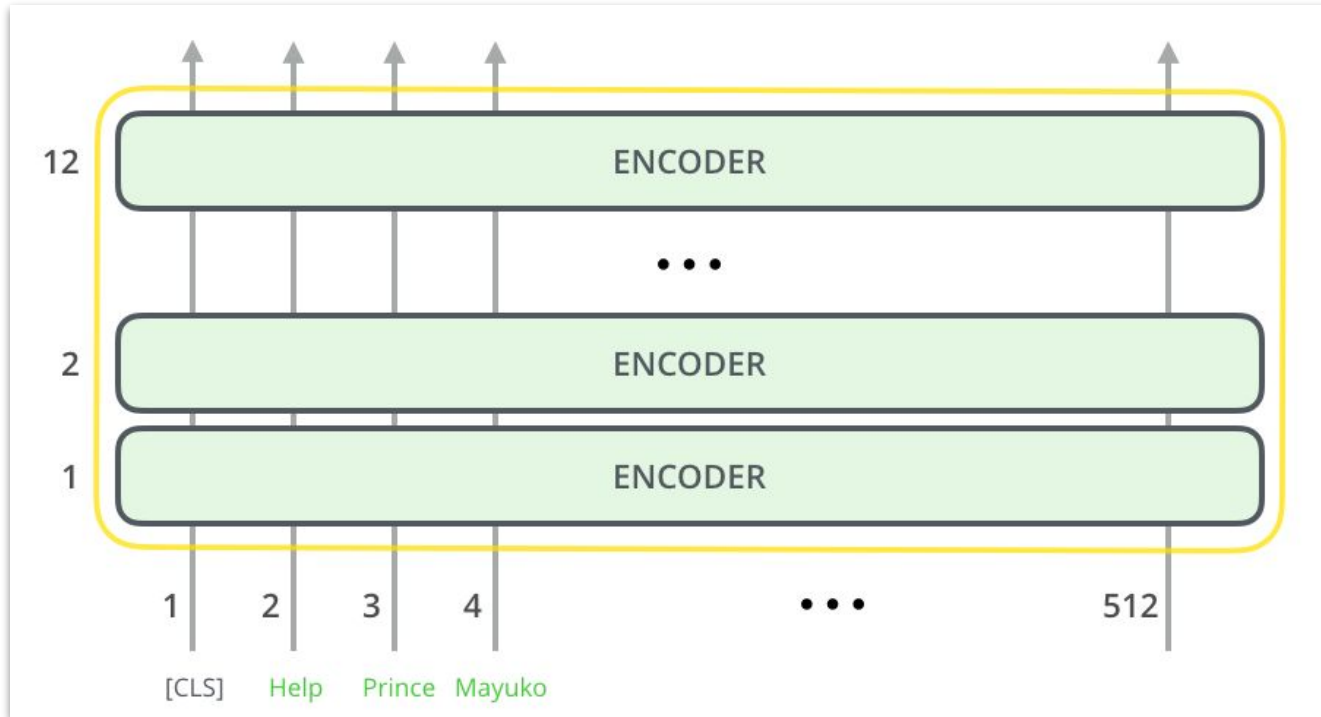 12 ENCODER
...
2 ENCODER
1 ENCODER
1 2 3 4 ... 512
[CLS] Help Prince Mayuko